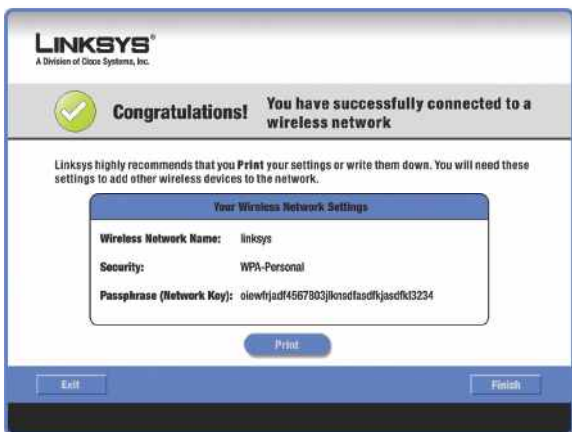 LINKSYS®
A Division of Cisco Systems, Inc.
Congratulations!
You have successfully connected to a
wireless network
Linksys highly recommends that you Print your settings or write them down. You will need these
settings to add other wireless devices to the network.
Your Wireless Network Settings
Wireless Network Name: linksys
Security: WPA-Personal
Passphrase (Network Key): oiewfrjadf4567803jlknsdfasdfkjasdfkl3234
Print
Exit
Finish